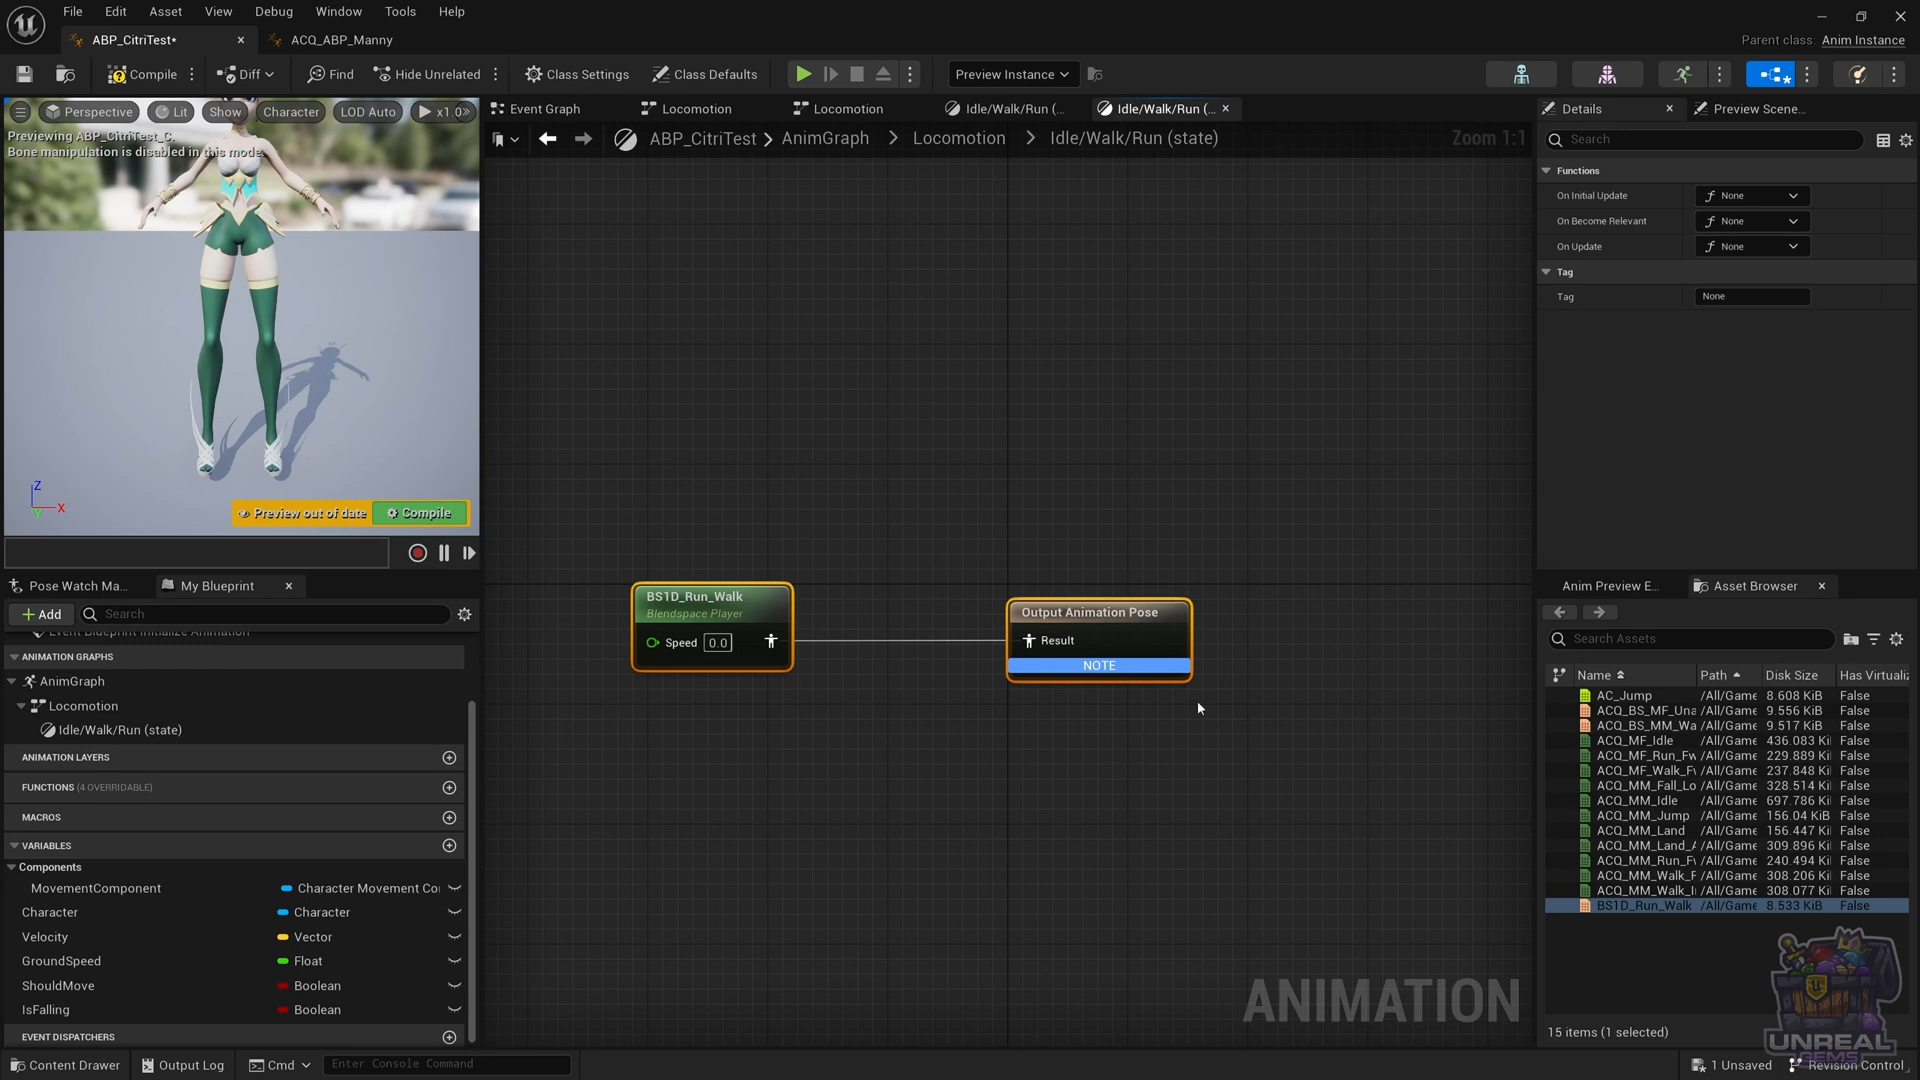 File Edit Asset View Debug Window Tools Help
ABP_CitriTest•
ACQ_ABP_Manny
Parent class: Anim Instance
Compile
Diff
Find
Hide Unrelated
Class Settings
Class Defaults
Preview Instance
Perspective
Lit
Show
Character
LOD Auto
x1.0
Previewing ABP_CitriTest_C.
Bone manipulation is disabled in this mode.
Z
X
Y
Preview out of date
Compile
Event Graph
Locomotion
Locomotion
Idle/Walk/Run (...
Idle/Walk/Run (...
ABP_CitriTest > AnimGraph > Locomotion > Idle/Walk/Run (state)
Zoom 1:1
BS1D_Run_Walk
Blendspace Player
Speed 0.0
Output Animation Pose
Result
NOTE
ANIMATION
Pose Watch Ma...
My Blueprint
Add
Search
Event Blueprint Initialize Animation
ANIMATION GRAPHS
AnimGraph
Locomotion
Idle/Walk/Run (state)
ANIMATION LAYERS
FUNCTIONS (4 OVERRIDABLE)
MACROS
VARIABLES
Components
MovementComponent Character Movement Co
Character Character
Velocity Vector
GroundSpeed Float
ShouldMove Boolean
IsFalling Boolean
EVENT DISPATCHERS
Details
Preview Scene...
Search
Functions
On Initial Update None
On Become Relevant None
On Update None
Tag
Tag None
Anim Preview E...
Asset Browser
Search Assets
Name Path Disk Size Has Virtualiz
AC_Jump /All/Game 8.608 KiB False
ACQ_BS_MF_Una /All/Game 9.556 KiB False
ACQ_BS_MM_Wa /All/Game 9.517 KiB False
ACQ_MF_Idle /All/Game 436.083 Ki False
ACQ_MF_Run_Fw /All/Game 229.889 Ki False
ACQ_MF_Walk_Fv /All/Game 237.848 Ki False
ACQ_MM_Fall_Lo /All/Game 328.514 Ki False
ACQ_MM_Idle /All/Game 697.786 Ki False
ACQ_MM_Jump /All/Game 156.04 KiB False
ACQ_MM_Land /All/Game 156.447 Ki False
ACQ_MM_Land_A /All/Game 309.896 Ki False
ACQ_MM_Run_Fv /All/Game 240.494 Ki False
ACQ_MM_Walk_F /All/Game 308.206 Ki False
ACQ_MM_Walk_I /All/Game 308.077 Ki False
BS1D_Run_Walk /All/Game 8.533 KiB False
15 items (1 selected)
UNREAL
GEMS
Content Drawer
Output Log
Cmd
Enter Console Command
1 Unsaved
Revision Control